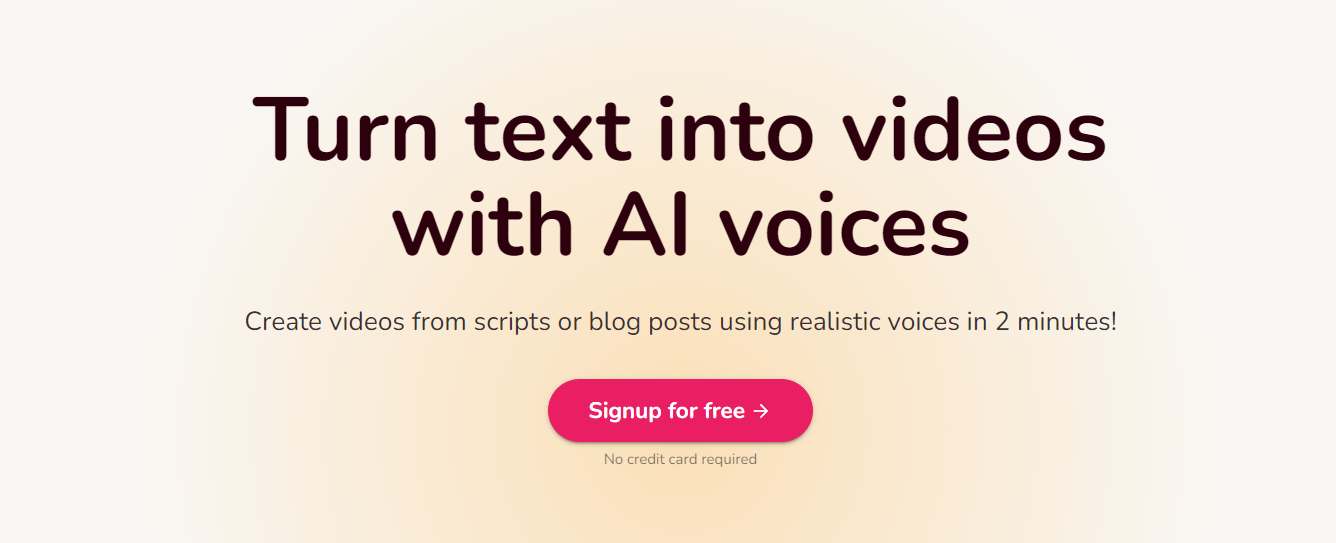 Turn text into videos
with AI voices
Create videos from scripts or blog posts using realistic voices in 2 minutes!
Signup for free →
No credit card required